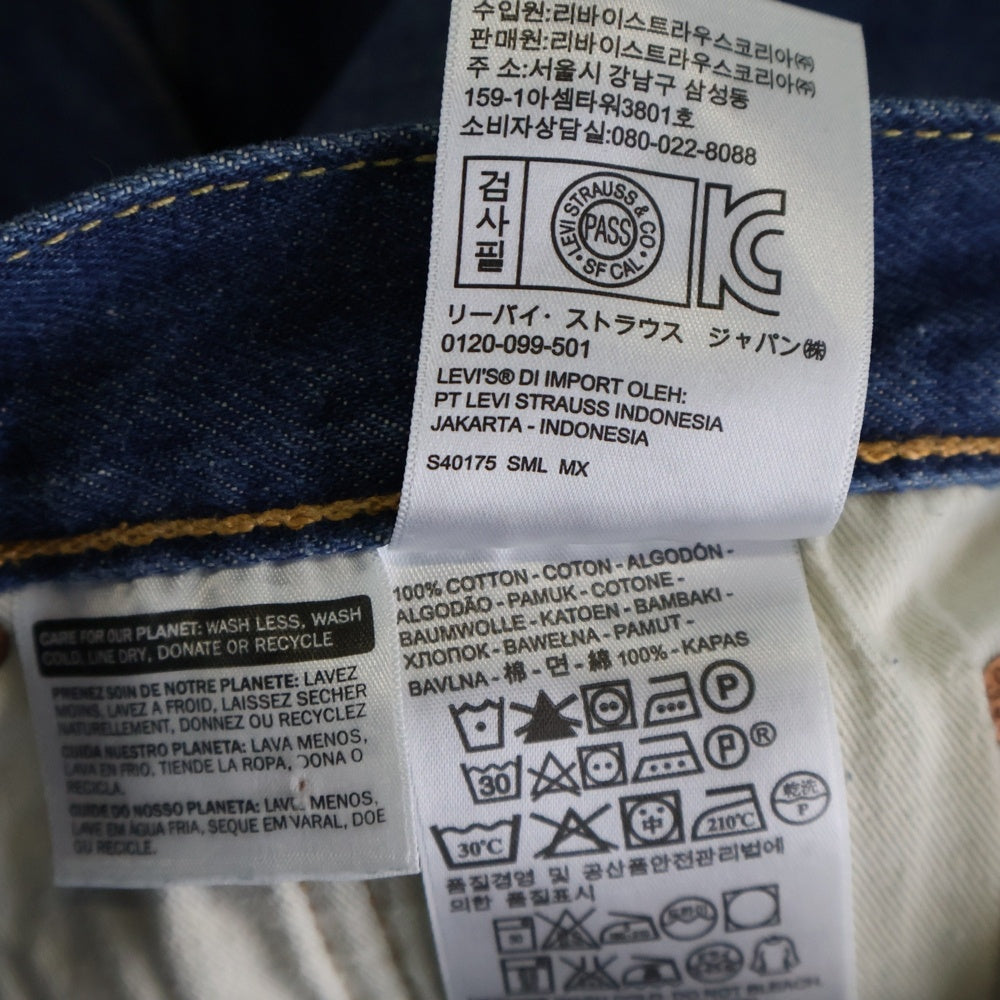 수입원:리바이스트라우스코리아㈜
판매원:리바이스트라우스코리아㈜
주 소:서울시 강남구 삼성동
159-1아셈타워3801호
소비자상담실:080-022-8088
검사필
LEVI STRAUSS & CO
PASS
SF CAL
リーバイ・ ストラウス ジャパン㈱
0120-099-501
LEVI'S® DI IMPORT OLEH:
PT LEVI STRAUSS INDONESIA
JAKARTA - INDONESIA
S40175 SML MX
CARE FOR OUR PLANET: WASH LESS, WASH
COLD, LINE DRY, DONATE OR RECYCLE
PRENEZ SOIN DE NOTRE PLANETE: LAVEZ
MOINS, LAVEZ A FROID, LAISSEZ SECHER
NATURELLEMENT, DONNEZ OU RECYCLEZ
CUIDA NUESTRO PLANETA: LAVA MENOS,
LAVA EN FRIO, TIENDE LA ROPA, DONA O
RECICLA.
CUIDE DO NOSSO PLANETA: LAVE MENOS,
LAVE EM ÁGUA FRIA, SEQUE EM VARAL, DOE
OU RECICLE.
100% COTTON - COTON - ALGODÓN -
ALGODÃO - PAMUK - COTONE -
BAUMWOLLE - KATOEN - BAMBAKI -
ХЛОПОК - BAWEŁNA - PAMUT -
BAVLNA - 棉 - 면 - 綿 100% - KAPAS
P
30 P®
30°C 中 210°C 乾洗 P
품질경영 및 공산품안전관리법에
의한 품질표시